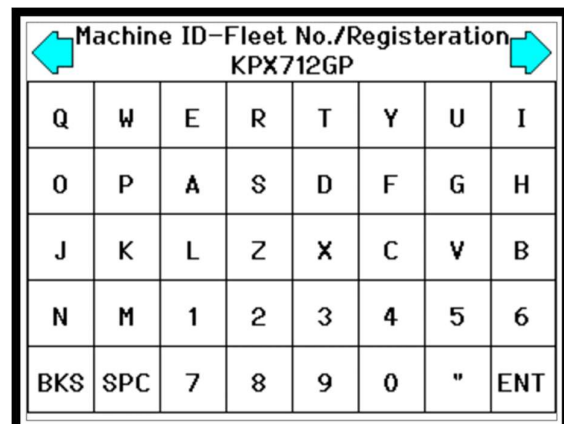 Machine ID-Fleet No./Registeration
KPX712GP
Q W E R T Y U I
O P A S D F G H
J K L Z X C V B
N M 1 2 3 4 5 6
BKS SPC 7 8 9 0 " ENT